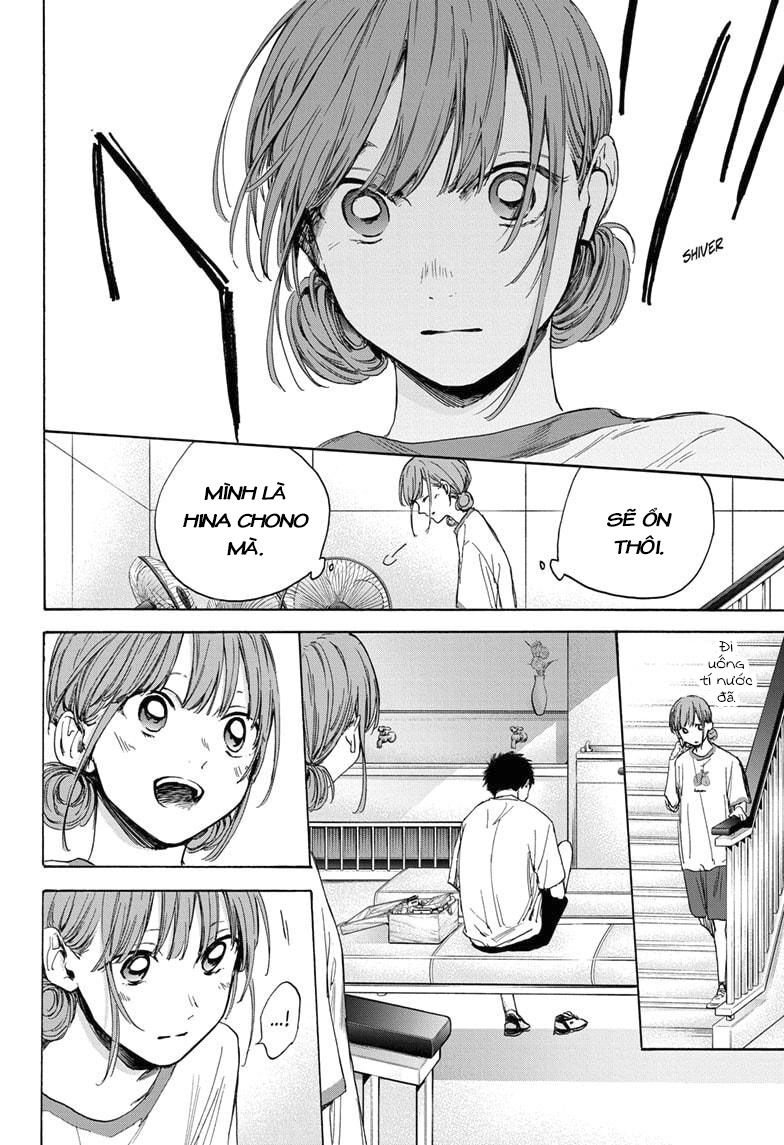 SHIVER
SẼ ỔN
THÔI.
MÌNH LÀ
HINA CHONO
MÀ.
Đi
uống
tí nước
đã.
...!